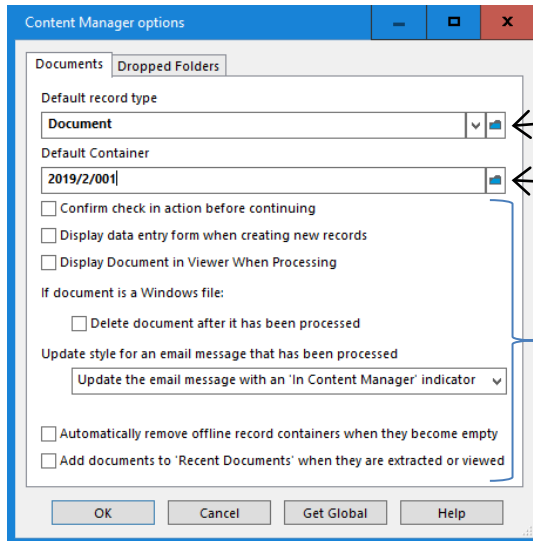 Content Manager options
Documents
Dropped Folders
Default record type
Document
Default Container
2019/2/001
Confirm check in action before continuing
Display data entry form when creating new records
Display Document in Viewer When Processing
If document is a Windows file:
Delete document after it has been processed
Update style for an email message that has been processed
Update the email message with an 'In Content Manager' indicator
Automatically remove offline record containers when they become empty
Add documents to 'Recent Documents' when they are extracted or viewed
OK Cancel Get Global Help